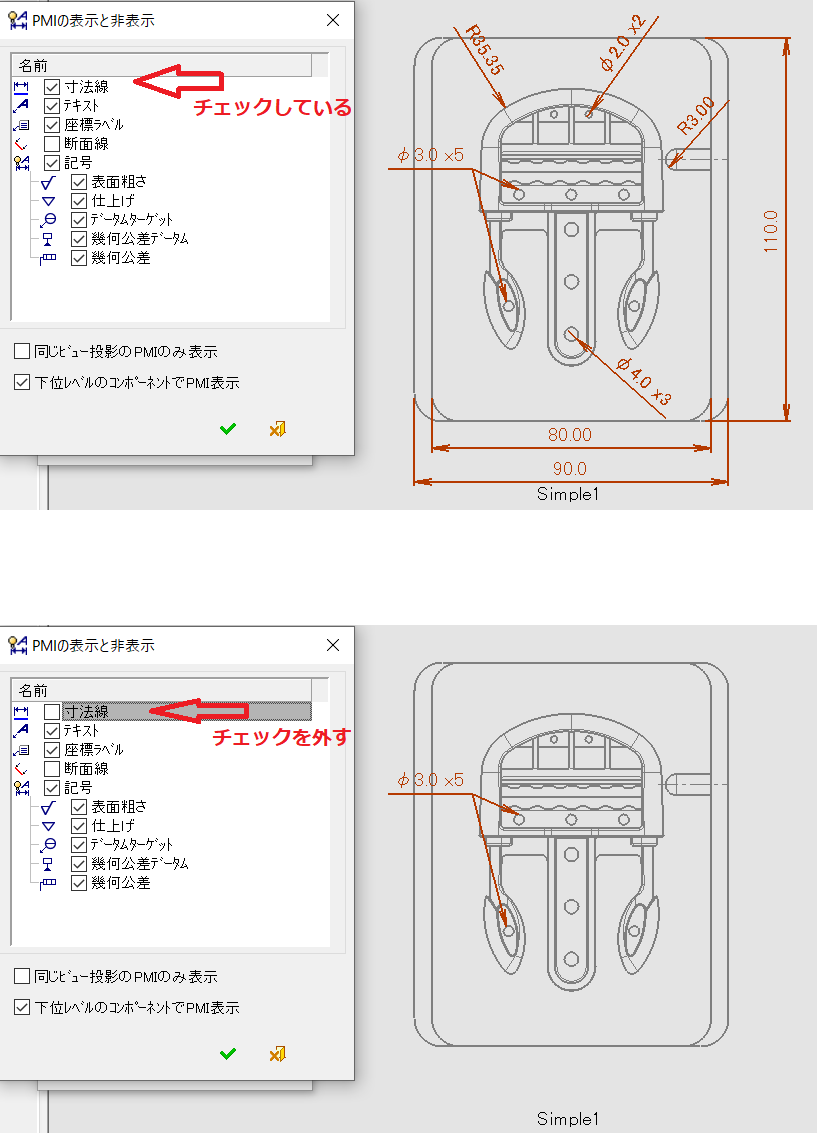 PMIの表示と非表示
名前
寸法線
チェックしている
テキスト
座標ラベル
断面線
記号
表面粗さ
仕上げ
データムターゲット
幾何公差データム
幾何公差
同じビュー投影のPMIのみ表示
下位レベルのコンポーネントでPMI表示
R35.35
φ2.0 ×2
R3.00
φ3.0 ×5
110.0
φ4.0 ×3
80.00
90.0
Simple1
PMIの表示と非表示
名前
寸法線
チェックを外す
テキスト
座標ラベル
断面線
記号
表面粗さ
仕上げ
データムターゲット
幾何公差データム
幾何公差
同じビュー投影のPMIのみ表示
下位レベルのコンポーネントでPMI表示
φ3.0 ×5
Simple1